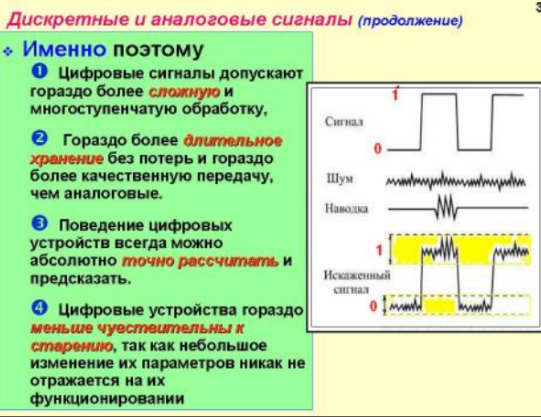 Дискретные и аналоговые сигналы (продолжение)
❖ Именно поэтому
❶ Цифровые сигналы допускают
гораздо более сложную и
многоступенчатую обработку,
❷ Гораздо более длительное
хранение без потерь и гораздо
более качественную передачу,
чем аналоговые.
❸ Поведение цифровых
устройств всегда можно
абсолютно точно рассчитать и
предсказать.
❹ Цифровые устройства гораздо
меньше чувствительны к
старению, так как небольшое
изменение их параметров никак не
отражается на их
функционировании
1
Сигнал
0
Шум
Наводка
1
Искаженный
сигнал
0